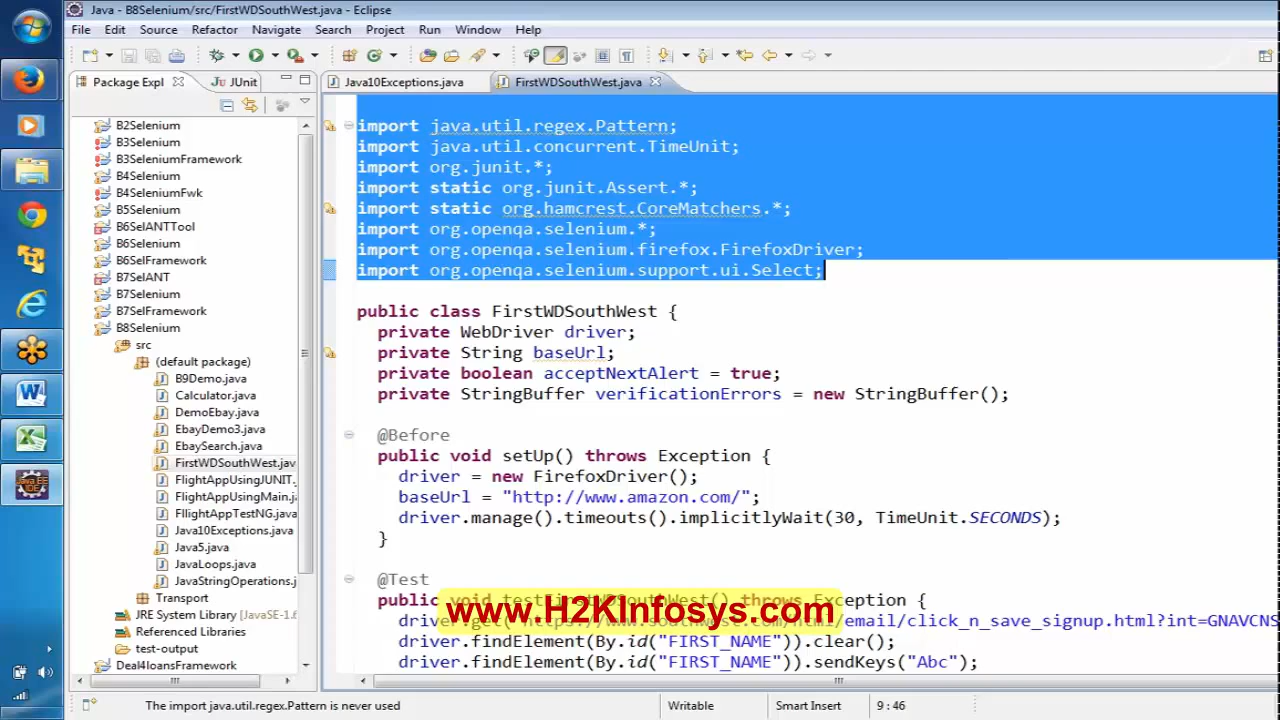 Java - B8Selenium/src/FirstWDSouthWest.java - Eclipse
File Edit Source Refactor Navigate Search Project Run Window Help
Package Expl JUnit Java10Exceptions.java FirstWDSouthWest.java
B2Selenium
B3Selenium
B3SeleniumFramework
B4Selenium
B4SeleniumFwk
B5Selenium
B6SelANTTool
B6Selenium
B6SelFramework
B7SelANT
B7Selenium
B7SelFramework
B8Selenium
src
(default package)
B9Demo.java
Calculator.java
DemoEbay.java
EbayDemo3.java
EbaySearch.java
FirstWDSouthWest.jav
FlightAppUsingJUNIT.
FlightAppUsingMain.ja
FllightAppTestNG.java
Java10Exceptions.java
Java5.java
JavaLoops.java
JavaStringOperations.j
Transport
JRE System Library [JavaSE-1.6
Referenced Libraries
test-output
Deal4loansFramework
import java.util.regex.Pattern;
import java.util.concurrent.TimeUnit;
import org.junit.*;
import static org.junit.Assert.*;
import static org.hamcrest.CoreMatchers.*;
import org.openqa.selenium.*;
import org.openqa.selenium.firefox.FirefoxDriver;
import org.openqa.selenium.support.ui.Select;
public class FirstWDSouthWest {
private WebDriver driver;
private String baseUrl;
private boolean acceptNextAlert = true;
private StringBuffer verificationErrors = new StringBuffer();
@Before
public void setUp() throws Exception {
driver = new FirefoxDriver();
baseUrl = "http://www.amazon.com/";
driver.manage().timeouts().implicitlyWait(30, TimeUnit.SECONDS);
}
@Test
public void testFirstWDSouthWest() throws Exception {
www.H2KInfosys.com
driver.get("https://www.southwest.com/html/email/click_n_save_signup.html?int=GNAVCNS
driver.findElement(By.id("FIRST_NAME")).clear();
driver.findElement(By.id("FIRST_NAME")).sendKeys("Abc");
The import java.util.regex.Pattern is never used Writable Smart Insert 9 : 46